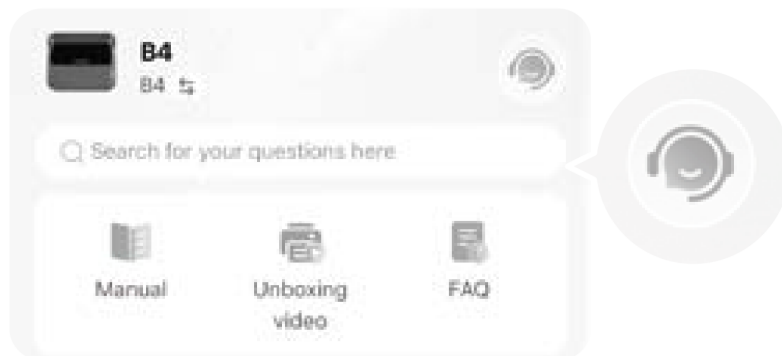 B4
B4
Search for your questions here
Manual
Unboxing
video
FAQ